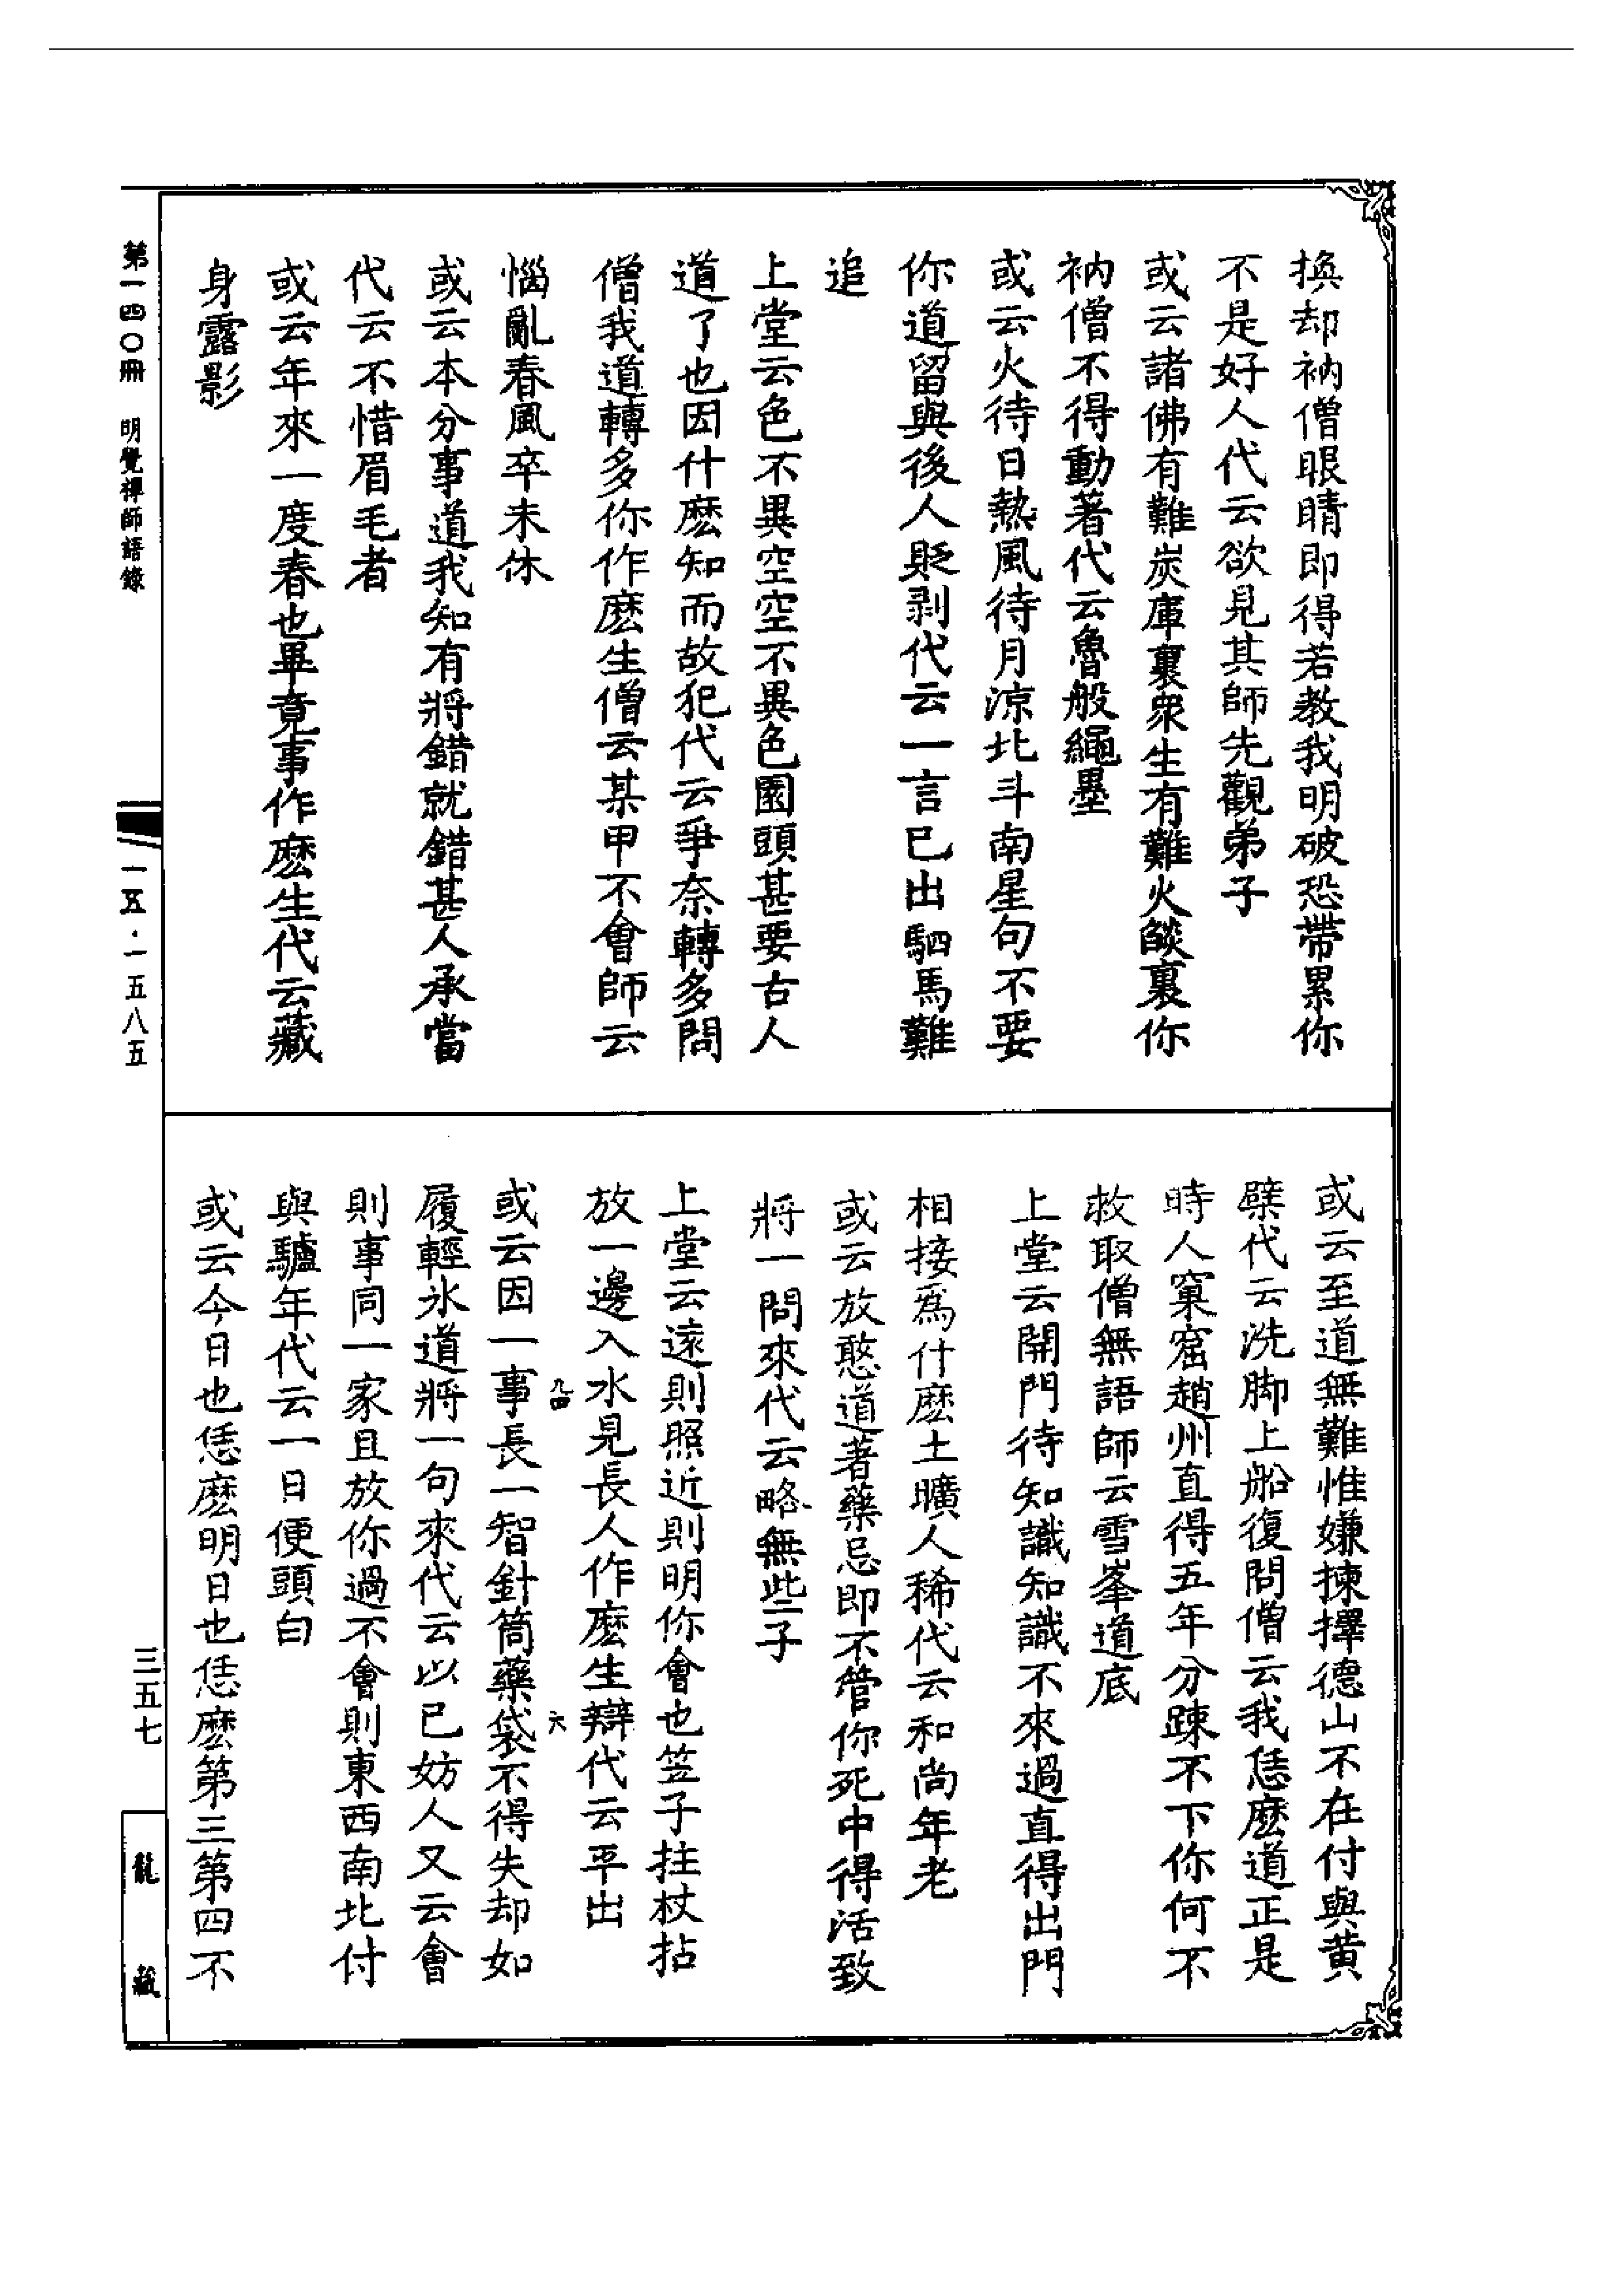 換却衲僧眼睛即得若教我明破恐帶累你
不是好人代云欲見其師先觀弟子
或云諸佛有難炭庫裏衆生有難火燄裏你
衲僧不得動著代云魯般繩墨
或云火待日熱風待月涼北斗南星句不要
你道留與後人貶剥代云一言已出駟馬難
追
上堂云色不異空空不異色園頭甚要古人
道了也因什麽知而故犯代云爭奈轉多問
僧我道轉多你作麽生僧云某甲不會師云
惱亂春風卒未休
或云本分事道我知有將錯就錯甚人承當
代云不惜眉毛者
或云年來一度春也畢竟事作麽生代云藏
身露影
或云至道無難惟嫌揀擇德山不在付與黄
檗代云洗脚上船復問僧云我恁麽道正是
時人窠窟趙州直得五年分踈不下你何不
救取僧無語師云雪峯道底
上堂云開門待知識知識不來過直得出門
相接爲什麽土曠人稀代云和尚年老
或云放憨道著藥忌即不管你死中得活致
將一問來代云略無些子
上堂云遠則照近則明你會也笠子拄杖拈
放一邊入水見長人作麽生辯代云平出
九四
六
或云因一事長一智針筒藥袋不得失却如
履輕氷道將一句來代云以已妨人又云會
則事同一家且放你過不會則東西南北付
與驢年代云一日便頭白
或云今日也恁麽明日也恁麽第三第四不
第一四〇冊 明覺禪師語錄
一五·一五八五
三五七
龍藏